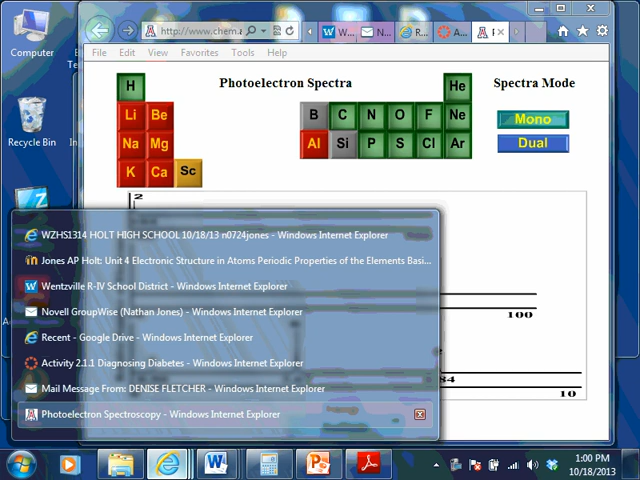 Computer
Recycle Bin
http://www.chem.a
W...
N...
R...
A...
File Edit View Favorites Tools Help
Photoelectron Spectra
Spectra Mode
H He
Li Be B C N O F Ne
Na Mg Al Si P S Cl Ar
K Ca Sc
Mono
Dual
2
WZHS1314 HOLT HIGH SCHOOL 10/18/13 n0724jones - Windows Internet Explorer
Jones AP Holt: Unit 4 Electronic Structure in Atoms Periodic Properties of the Elements Basi...
Wentzville R-IV School District - Windows Internet Explorer
Novell GroupWise (Nathan Jones) - Windows Internet Explorer
Recent - Google Drive - Windows Internet Explorer
Activity 2.1.1 Diagnosing Diabetes - Windows Internet Explorer
Mail Message From: DENISE FLETCHER - Windows Internet Explorer
Photoelectron Spectroscopy - Windows Internet Explorer
100
84
10
1:00 PM
10/18/2013